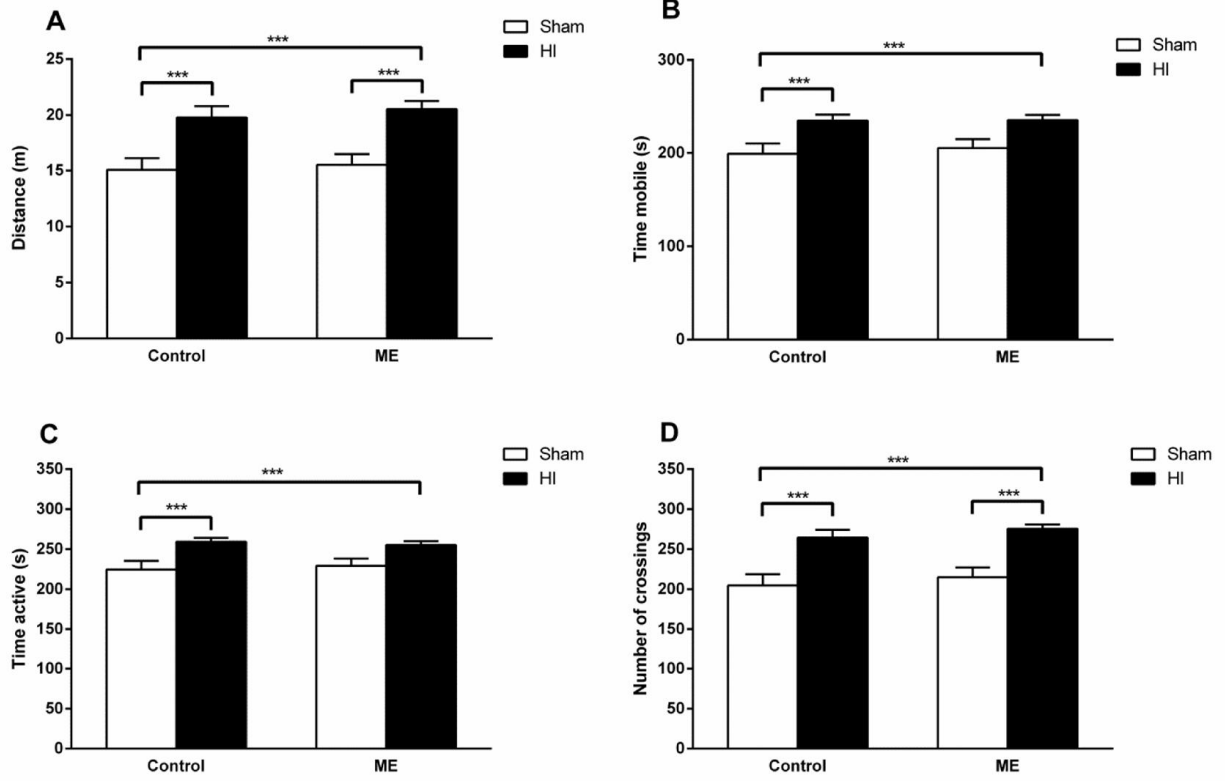 A
Sham
HI
***
***
***
25
20
15
10
5
0
Distance (m)
Control
ME
B
Sham
HI
***
***
300
200
100
0
Time mobile (s)
Control
ME
C
Sham
HI
***
***
350
300
250
200
150
100
50
0
Time active (s)
Control
ME
D
Sham
HI
***
***
***
350
300
250
200
150
100
50
0
Number of crossings
Control
ME